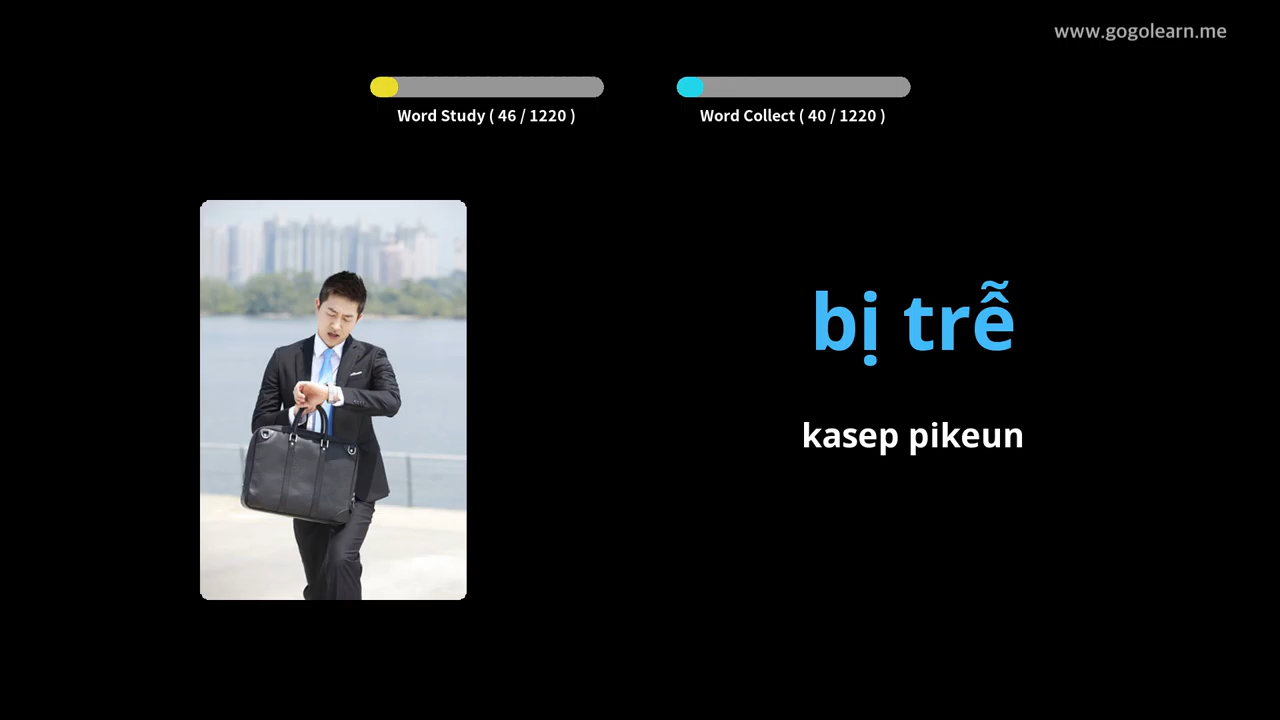 www.gogolearn.me
Word Study ( 46 / 1220 )
Word Collect ( 40 / 1220 )
bị trễ
kasep pikeun